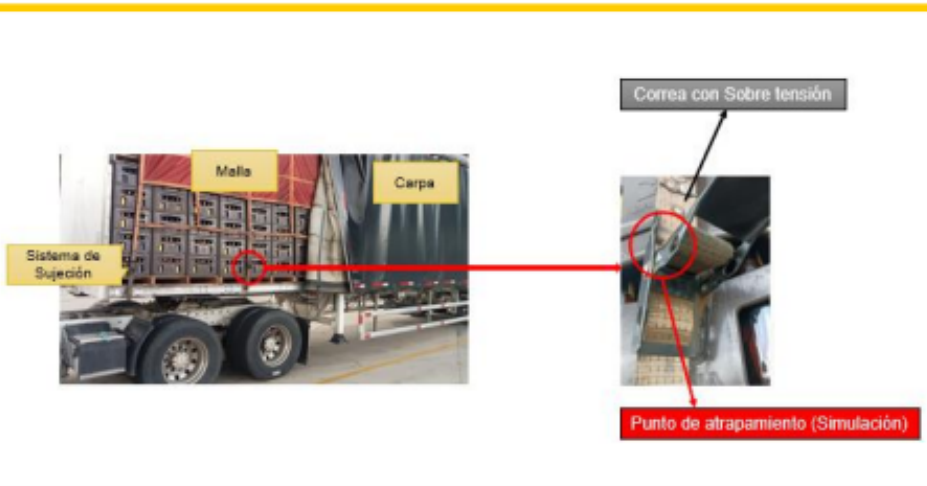 Correa con Sobre tensión
Malla
Carpa
Sistema de
Sujeción
Punto de atrapamiento (Simulación)